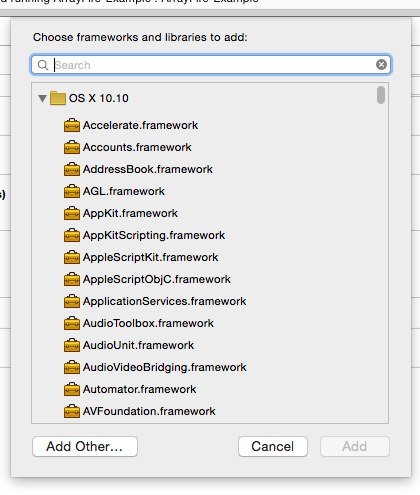 d running ArrayFire-Example : ArrayFire-Example
Choose frameworks and libraries to add:
Search
OS X 10.10
Accelerate.framework
Accounts.framework
AddressBook.framework
AGL.framework
AppKit.framework
AppKitScripting.framework
AppleScriptKit.framework
AppleScriptObjC.framework
ApplicationServices.framework
AudioToolbox.framework
AudioUnit.framework
AudioVideoBridging.framework
Automator.framework
AVFoundation.framework
s)
Add Other...
Cancel
Add